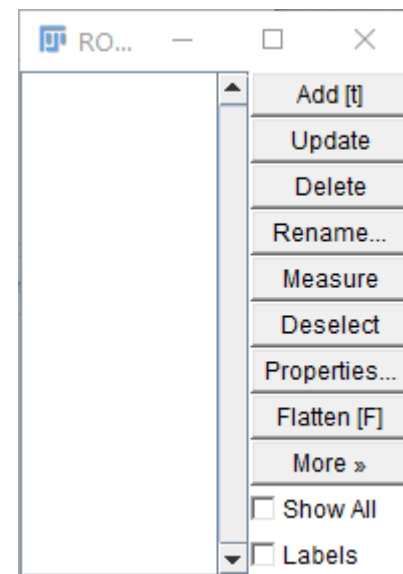 RO...
Add [t]
Update
Delete
Rename...
Measure
Deselect
Properties...
Flatten [F]
More »
Show All
Labels